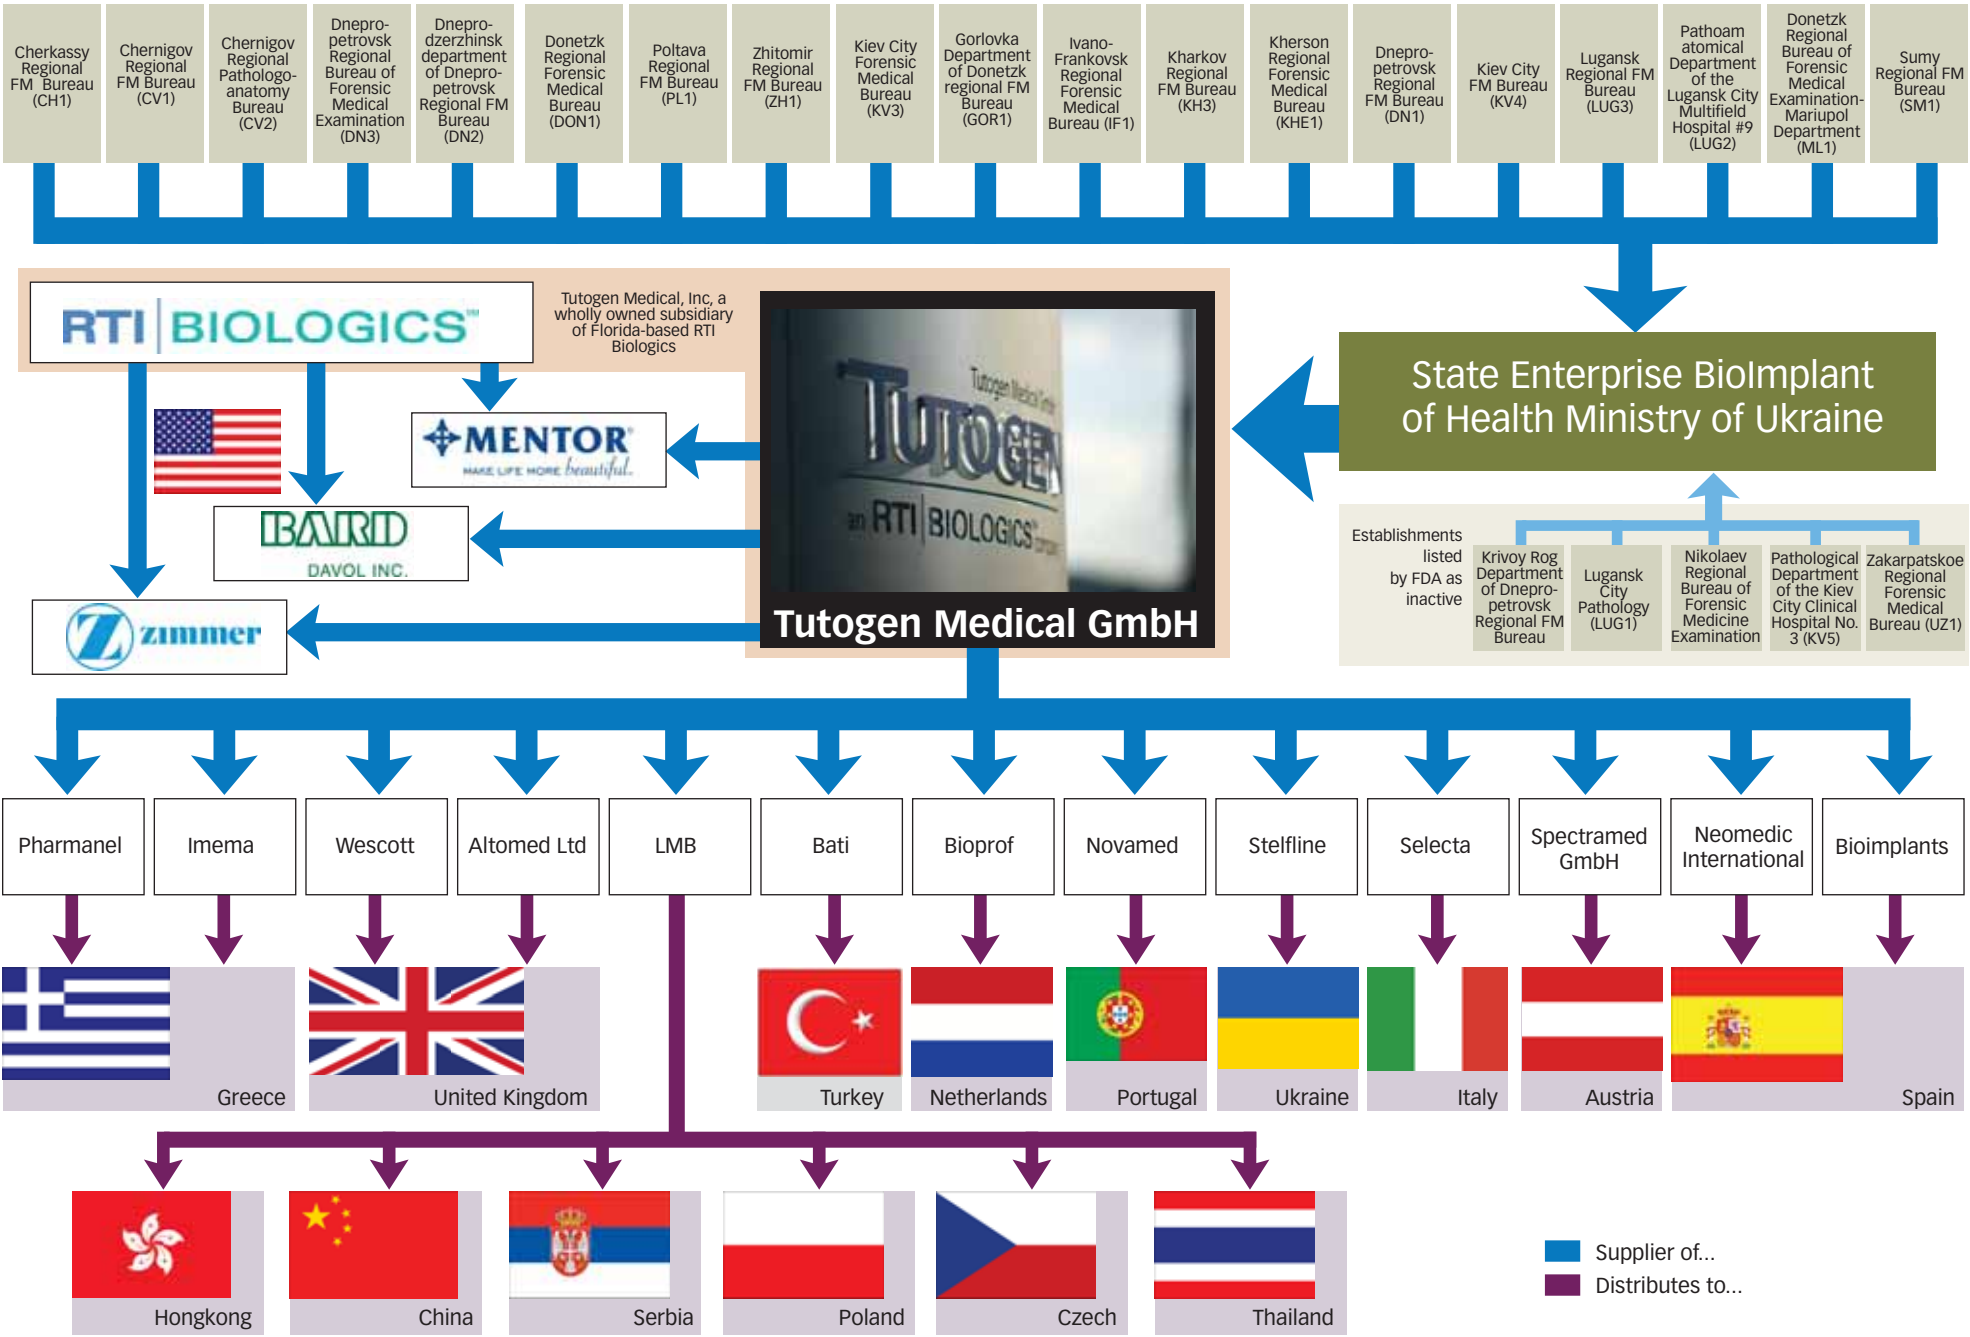 Cherkassy
Regional
FM Bureau
(CH1)
Chernigov
Regional
FM Bureau
(CV1)
Chernigov
Regional
Pathologo-
anatomy
Bureau
(CV2)
Dnepro-
petrovsk
Regional
Bureau of
Forensic
Medical
Examination
(DN3)
Dnepro-
dzerzhinsk
department
of Dnepro-
petrovsk
Regional FM
Bureau
(DN2)
Donetzk
Regional
Forensic
Medical
Bureau
(DON1)
Poltava
Regional
FM Bureau
(PL1)
Zhitomir
Regional
FM Bureau
(ZH1)
Kiev City
Forensic
Medical
Bureau
(KV3)
Gorlovka
Department
of Donetzk
regional FM
Bureau
(GOR1)
Ivano-
Frankovsk
Regional
Forensic
Medical
Bureau (IF1)
Kharkov
Regional
FM Bureau
(KH3)
Kherson
Regional
Forensic
Medical
Bureau
(KHE1)
Dnepro-
petrovsk
Regional
FM Bureau
(DN1)
Kiev City
FM Bureau
(KV4)
Lugansk
Regional FM
Bureau
(LUG3)
Pathoam
atomical
Department
of the
Lugansk City
Multifield
Hospital #9
(LUG2)
Donetzk
Regional
Bureau of
Forensic
Medical
Examination-
Mariupol
Department
(ML1)
Sumy
Regional FM
Bureau
(SM1)
RTI BIOLOGICS™
Tutogen Medical, Inc, a
wholly owned subsidiary
of Florida-based RTI
Biologics
MENTOR®
MAKE LIFE MORE beautiful.
BARD
DAVOL INC.
Z zimmer
Tutogen Medical
TUTOGEN
an RTI BIOLOGICS™ company
Tutogen Medical GmbH
State Enterprise BioImplant
of Health Ministry of Ukraine
Establishments
listed
by FDA as
inactive
Krivoy Rog
Department
of Dnepro-
petrovsk
Regional FM
Bureau
Lugansk
City
Pathology
(LUG1)
Nikolaev
Regional
Bureau of
Forensic
Medicine
Examination
Pathological
Department
of the Kiev
City Clinical
Hospital No.
3 (KV5)
Zakarpatskoe
Regional
Forensic
Medical
Bureau (UZ1)
Pharmanel
Imema
Wescott
Altomed Ltd
LMB
Bati
Bioprof
Novamed
Stelfline
Selecta
Spectramed
GmbH
Neomedic
International
Bioimplants
Greece
United Kingdom
Turkey
Netherlands
Portugal
Ukraine
Italy
Austria
Spain
Hongkong
China
Serbia
Poland
Czech
Thailand
Supplier of...
Distributes to...